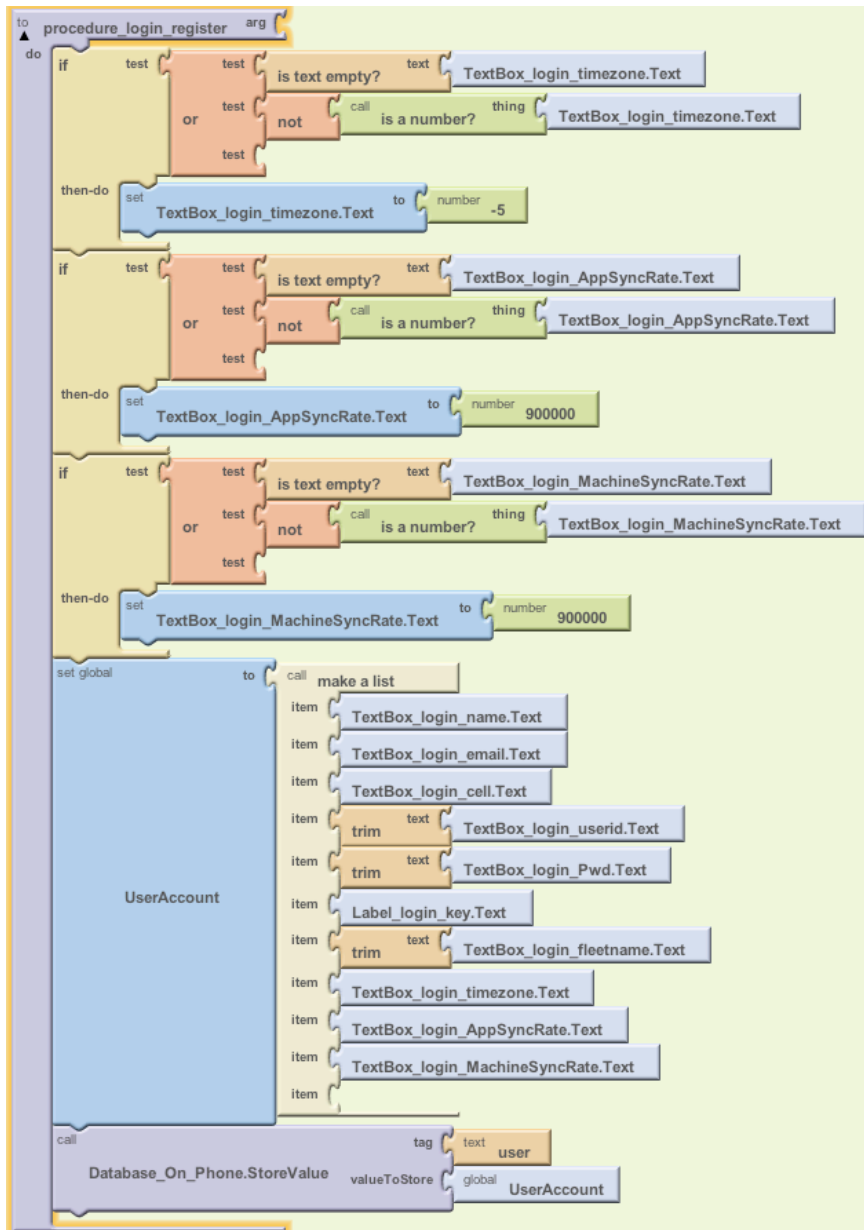 to procedure_login_register arg
do
if test test is text empty? text TextBox_login_timezone.Text
or test not call is a number? thing TextBox_login_timezone.Text
test
then-do set TextBox_login_timezone.Text to number -5
if test test is text empty? text TextBox_login_AppSyncRate.Text
or test not call is a number? thing TextBox_login_AppSyncRate.Text
test
then-do set TextBox_login_AppSyncRate.Text to number 900000
if test test is text empty? text TextBox_login_MachineSyncRate.Text
or test not call is a number? thing TextBox_login_MachineSyncRate.Text
test
then-do set TextBox_login_MachineSyncRate.Text to number 900000
set global UserAccount to call make a list
item TextBox_login_name.Text
item TextBox_login_email.Text
item TextBox_login_cell.Text
item trim text TextBox_login_userid.Text
item trim text TextBox_login_Pwd.Text
item Label_login_key.Text
item trim text TextBox_login_fleetname.Text
item TextBox_login_timezone.Text
item TextBox_login_AppSyncRate.Text
item TextBox_login_MachineSyncRate.Text
item
call Database_On_Phone.StoreValue tag text user
valueToStore global UserAccount